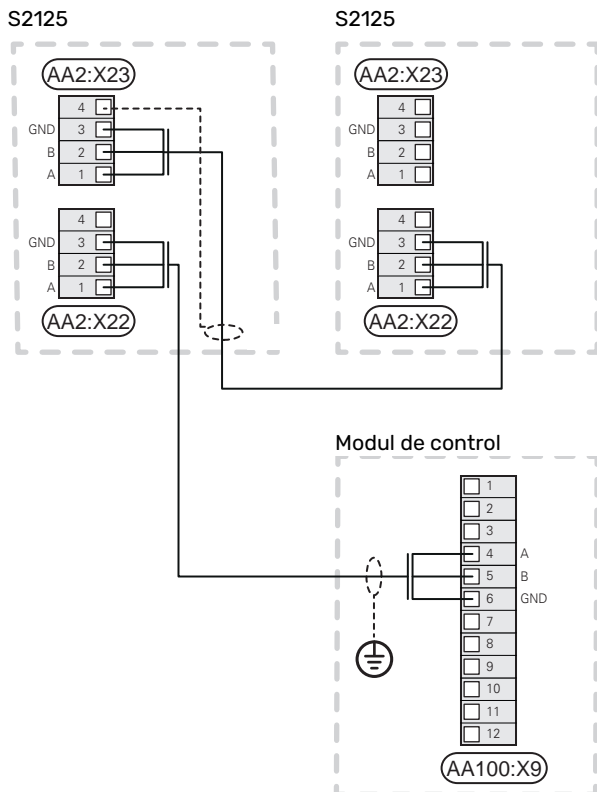 S2125
S2125
AA2:X23
4
GND 3
B 2
A 1
4
GND 3
B 2
A 1
AA2:X22
AA2:X23
4
GND 3
B 2
A 1
4
GND 3
B 2
A 1
AA2:X22
Modul de control
1
2
3
4 A
5 B
6 GND
7
8
9
10
11
12
AA100:X9